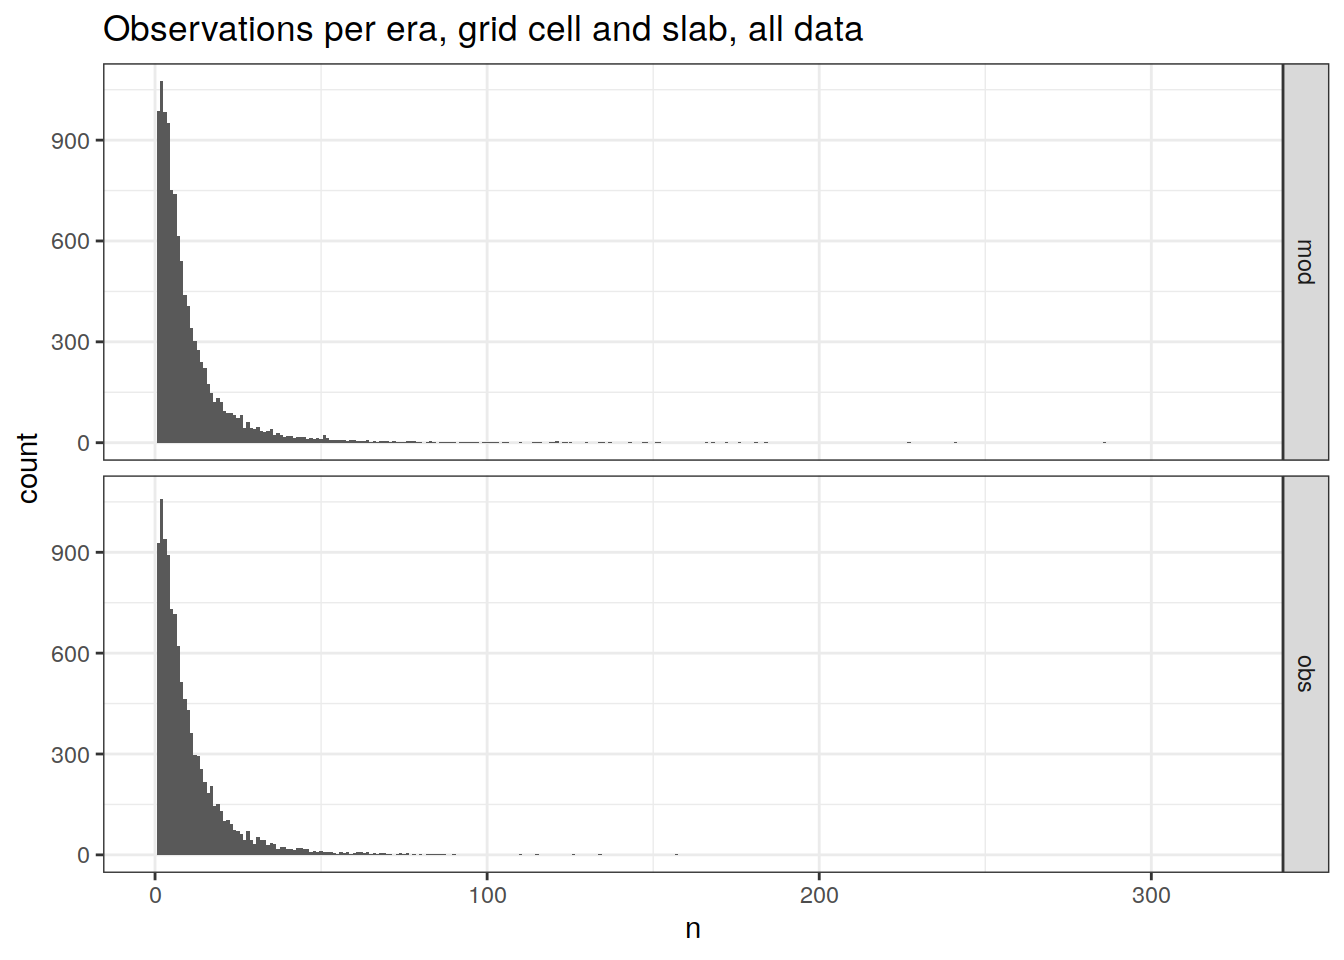 Observations per era, grid cell and slab, all data
900
600
300
0
mod
count
900
600
300
0
obs
0 100 200 300
n